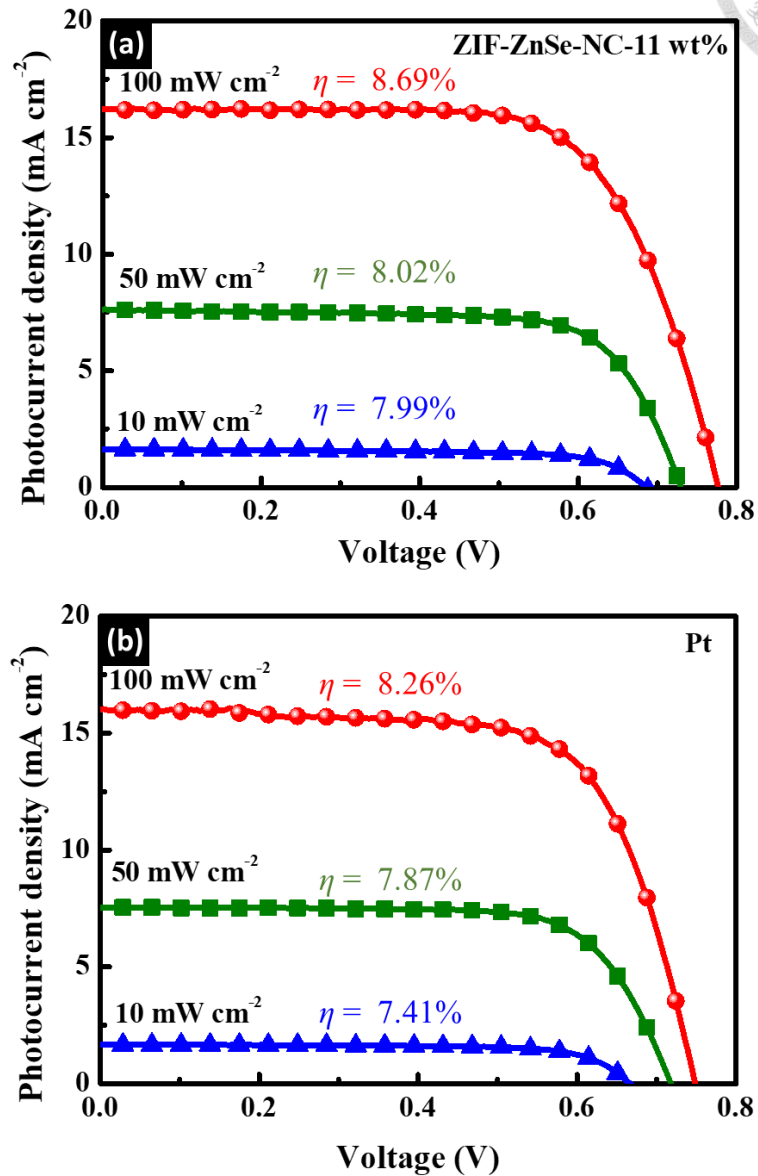 (a)
ZIF-ZnSe-NC-11 wt%
100 mW cm⁻²
η = 8.69%
50 mW cm⁻²
η = 8.02%
10 mW cm⁻²
η = 7.99%
20
15
10
5
0
0.0 0.2 0.4 0.6 0.8
Photocurrent density (mA cm⁻²)
Voltage (V)
(b)
Pt
100 mW cm⁻²
η = 8.26%
50 mW cm⁻²
η = 7.87%
10 mW cm⁻²
η = 7.41%
20
15
10
5
0
0.0 0.2 0.4 0.6 0.8
Photocurrent density (mA cm⁻²)
Voltage (V)